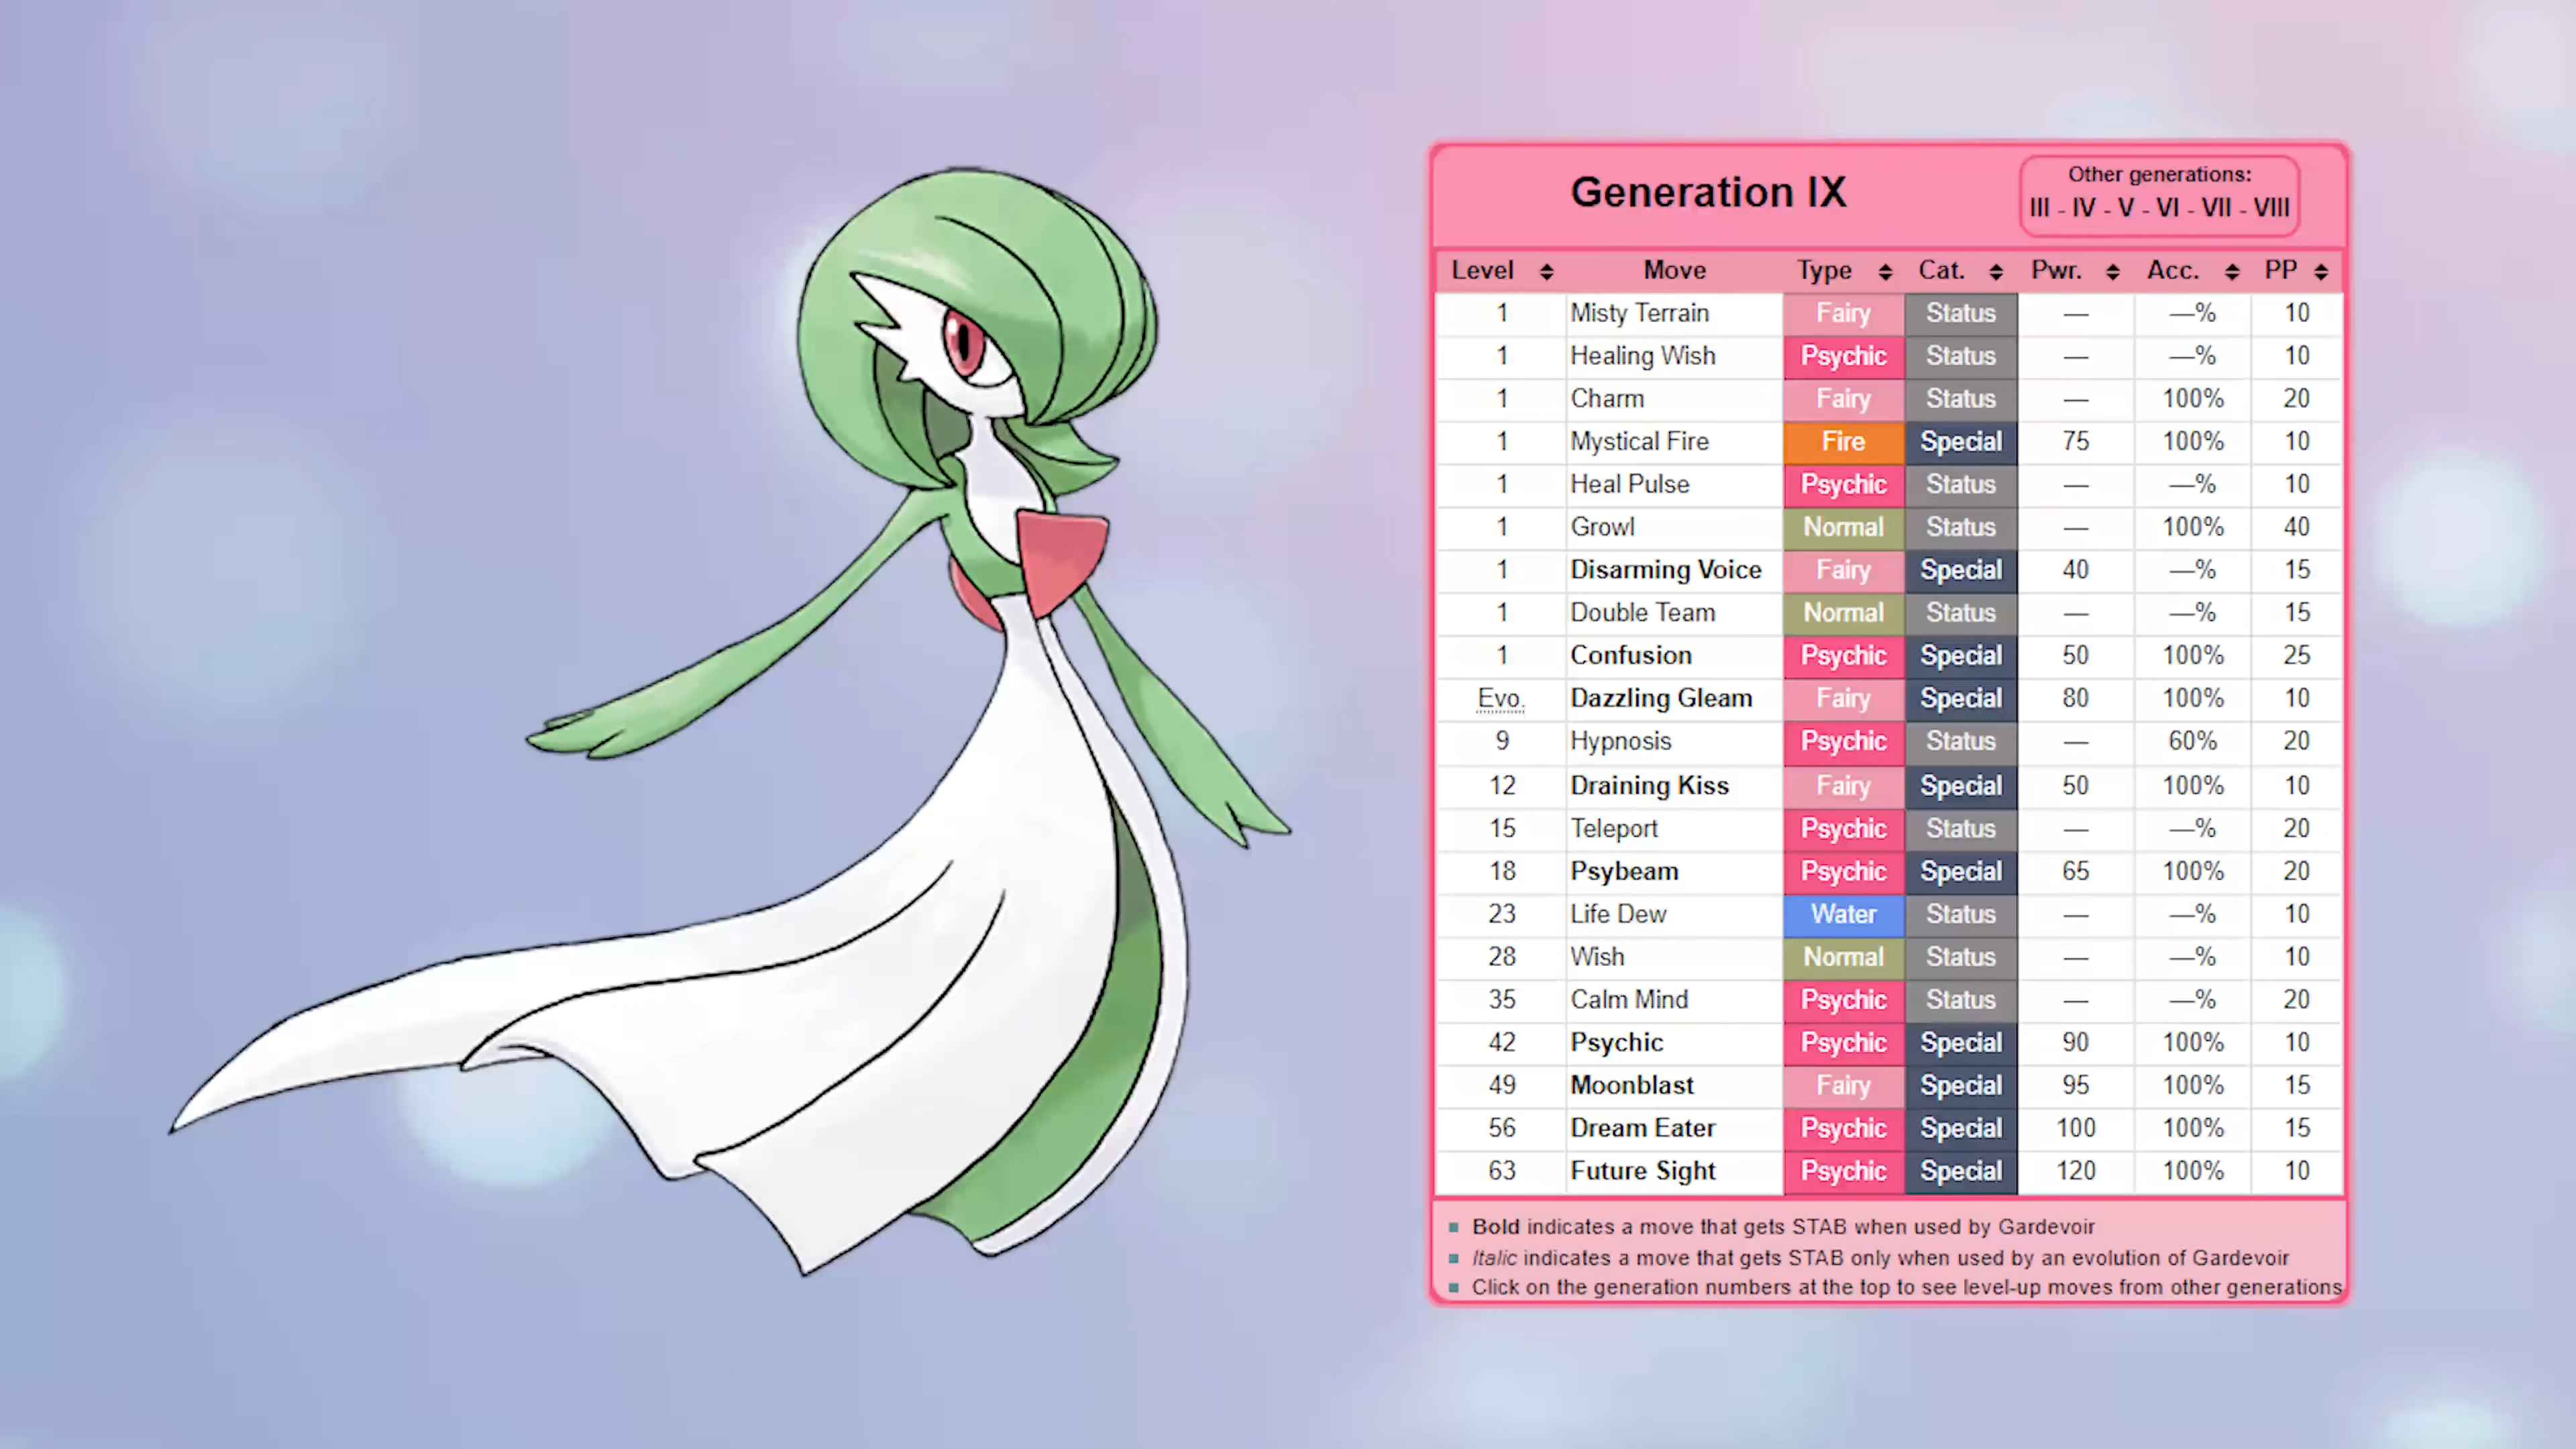 Generation IX
Other generations:
III - IV - V - VI - VII - VIII
Level Move Type Cat. Pwr. Acc. PP
1 Misty Terrain Fairy Status — —% 10
1 Healing Wish Psychic Status — —% 10
1 Charm Fairy Status — 100% 20
1 Mystical Fire Fire Special 75 100% 10
1 Heal Pulse Psychic Status — —% 10
1 Growl Normal Status — 100% 40
1 Disarming Voice Fairy Special 40 —% 15
1 Double Team Normal Status — —% 15
1 Confusion Psychic Special 50 100% 25
Evo. Dazzling Gleam Fairy Special 80 100% 10
9 Hypnosis Psychic Status — 60% 20
12 Draining Kiss Fairy Special 50 100% 10
15 Teleport Psychic Status — —% 20
18 Psybeam Psychic Special 65 100% 20
23 Life Dew Water Status — —% 10
28 Wish Normal Status — —% 10
35 Calm Mind Psychic Status — —% 20
42 Psychic Psychic Special 90 100% 10
49 Moonblast Fairy Special 95 100% 15
56 Dream Eater Psychic Special 100 100% 15
63 Future Sight Psychic Special 120 100% 10
Bold indicates a move that gets STAB when used by Gardevoir
Italic indicates a move that gets STAB only when used by an evolution of Gardevoir
Click on the generation numbers at the top to see level-up moves from other generations